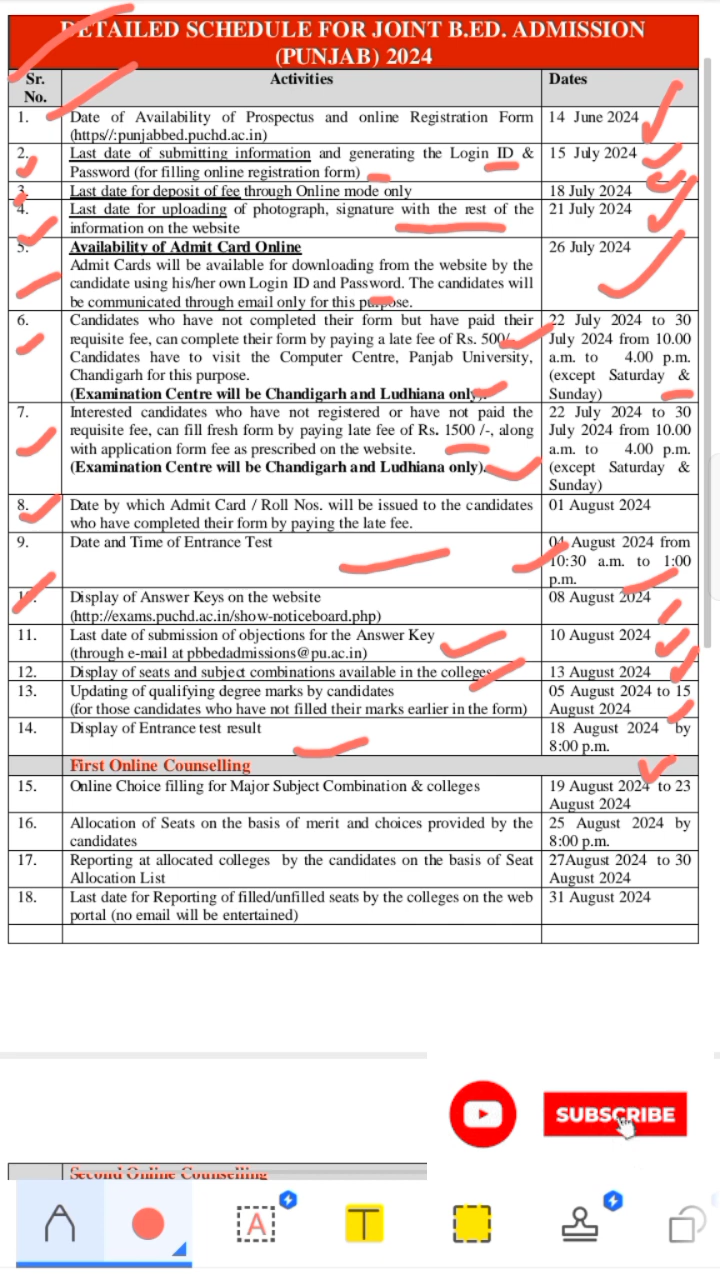 DETAILED SCHEDULE FOR JOINT B.ED. ADMISSION
(PUNJAB) 2024
Sr. No. Activities Dates
1. Date of Availability of Prospectus and online Registration Form 14 June 2024
(https//:punjabbed.puchd.ac.in)
2. Last date of submitting information and generating the Login ID & 15 July 2024
Password (for filling online registration form)
3. Last date for deposit of fee through Online mode only 18 July 2024
4. Last date for uploading of photograph, signature with the rest of the 21 July 2024
information on the website
5. Availability of Admit Card Online 26 July 2024
Admit Cards will be available for downloading from the website by the
candidate using his/her own Login ID and Password. The candidates will
be communicated through email only for this purpose.
6. Candidates who have not completed their form but have paid their 22 July 2024 to 30
requisite fee, can complete their form by paying a late fee of Rs. 500/-. July 2024 from 10.00
Candidates have to visit the Computer Centre, Panjab University, a.m. to 4.00 p.m.
Chandigarh for this purpose. (except Saturday &
(Examination Centre will be Chandigarh and Ludhiana only). Sunday)
7. Interested candidates who have not registered or have not paid the 22 July 2024 to 30
requisite fee, can fill fresh form by paying late fee of Rs. 1500 /-, along July 2024 from 10.00
with application form fee as prescribed on the website. a.m. to 4.00 p.m.
(Examination Centre will be Chandigarh and Ludhiana only). (except Saturday &
Sunday)
8. Date by which Admit Card / Roll Nos. will be issued to the candidates 01 August 2024
who have completed their form by paying the late fee.
9. Date and Time of Entrance Test 04 August 2024 from
10:30 a.m. to 1:00
p.m.
10. Display of Answer Keys on the website 08 August 2024
(http://exams.puchd.ac.in/show-noticeboard.php)
11. Last date of submission of objections for the Answer Key 10 August 2024
(through e-mail at pbbedadmissions@pu.ac.in)
12. Display of seats and subject combinations available in the colleges 13 August 2024
13. Updating of qualifying degree marks by candidates 05 August 2024 to 15
(for those candidates who have not filled their marks earlier in the form) August 2024
14. Display of Entrance test result 18 August 2024 by
8:00 p.m.
First Online Counselling
15. Online Choice filling for Major Subject Combination & colleges 19 August 2024 to 23
August 2024
16. Allocation of Seats on the basis of merit and choices provided by the 25 August 2024 by
candidates 8:00 p.m.
17. Reporting at allocated colleges by the candidates on the basis of Seat 27August 2024 to 30
Allocation List August 2024
18. Last date for Reporting of filled/unfilled seats by the colleges on the web 31 August 2024
portal (no email will be entertained)
SUBSCRIBE
Second Online Counselling
A T